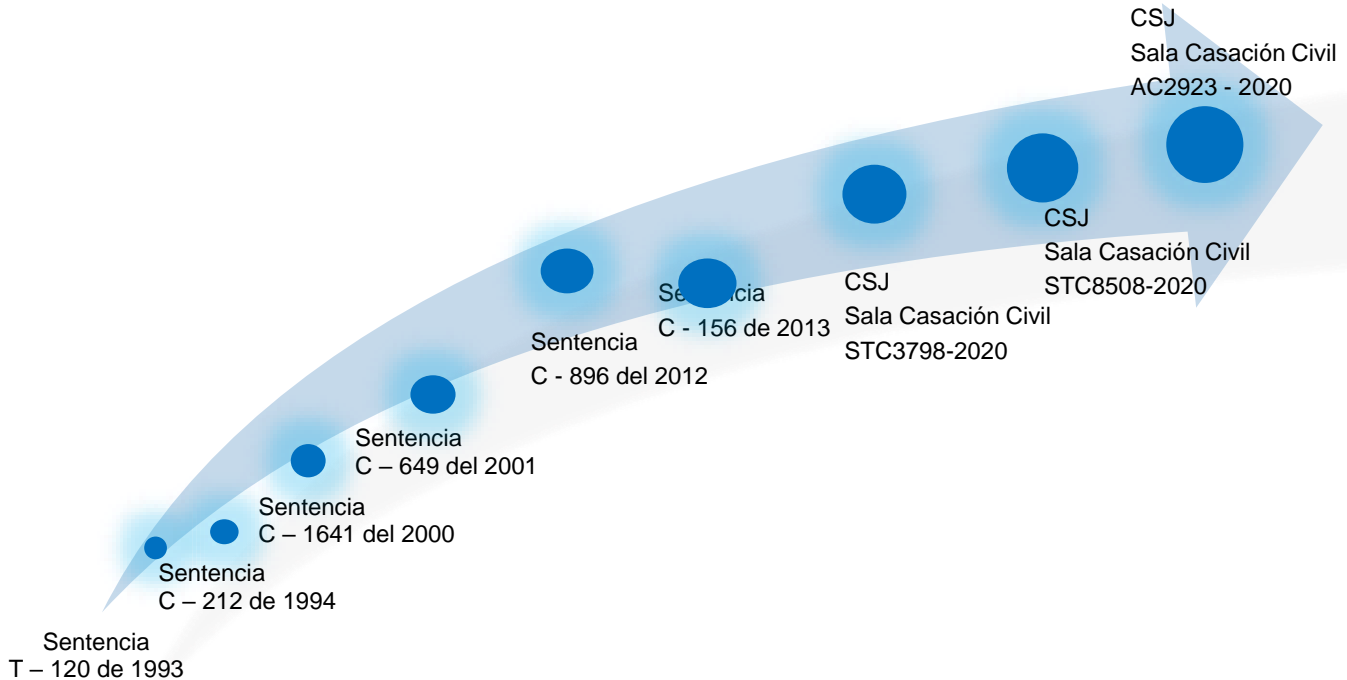 Sentencia
T – 120 de 1993
Sentencia
C – 212 de 1994
Sentencia
C – 1641 del 2000
Sentencia
C – 649 del 2001
Sentencia
C - 896 del 2012
Sentencia
C - 156 de 2013
CSJ
Sala Casación Civil
STC3798-2020
CSJ
Sala Casación Civil
STC8508-2020
CSJ
Sala Casación Civil
AC2923 - 2020